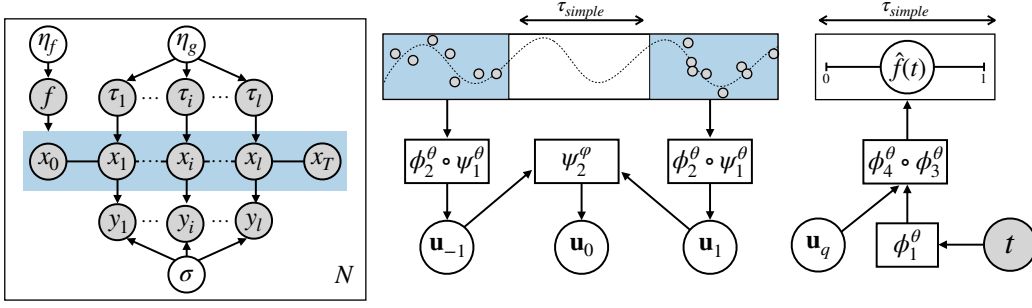 η_f η_g
f τ_1 ... τ_i ... τ_l
x_0 x_1 ... x_i ... x_l x_T
y_1 ... y_i ... y_l
σ N
τ_simple
ϕ_2^θ ∘ ψ_1^θ ψ_2^φ ϕ_2^θ ∘ ψ_1^θ
u_{-1} u_0 u_1
τ_simple
0 f̂(t) 1
ϕ_4^θ ∘ ϕ_3^θ
u_q ϕ_1^θ t